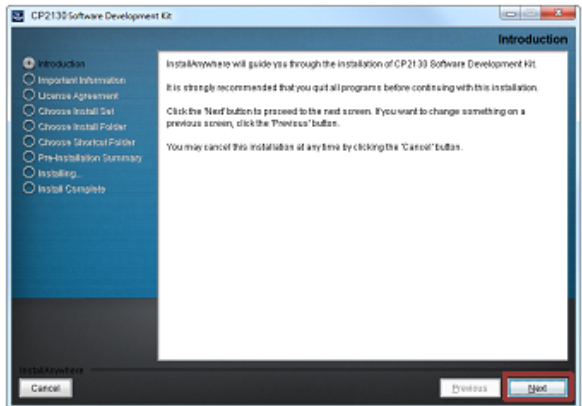 CP2130 Software Development Kit
Introduction
Introduction
Important Information
License Agreement
Choose Install Set
Choose Install Folder
Choose Shortcut Folder
Pre-Installation Summary
Installing...
Install Complete
InstallAnywhere will guide you through the installation of CP2130 Software Development Kit.
It is strongly recommended that you quit all programs before continuing with this installation.
Click the 'Next' button to proceed to the next screen. If you want to change something on a
previous screen, click the 'Previous' button.
You may cancel this installation at any time by clicking the 'Cancel' button.
InstallAnywhere
Cancel
Previous
Next